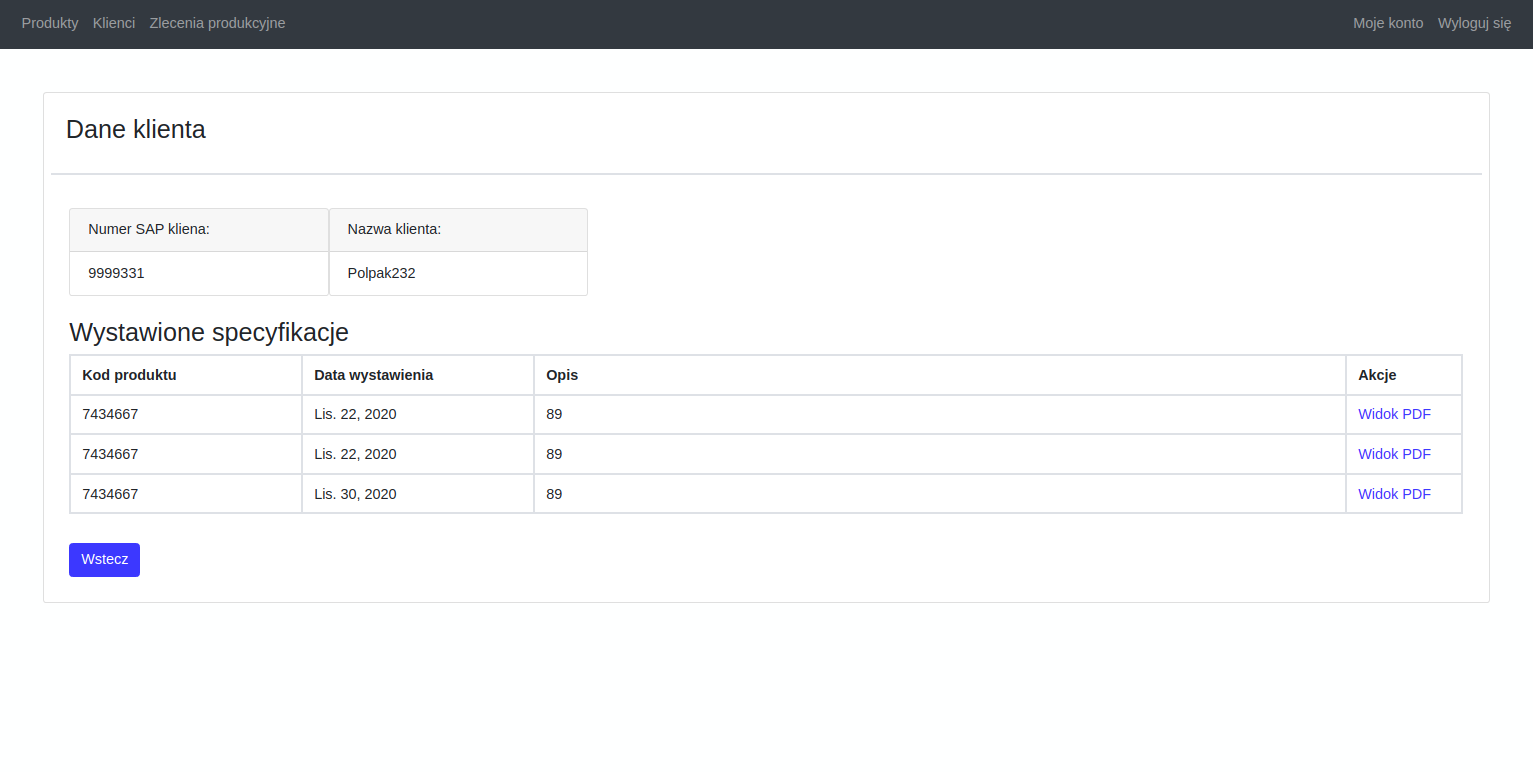 Produkty Klienci Zlecenia produkcyjne Moje konto Wyloguj się
Dane klienta
Numer SAP kliena: Nazwa klienta:
9999331 Polpak232
Wystawione specyfikacje
Kod produktu Data wystawienia Opis Akcje
7434667 Lis. 22, 2020 89 Widok PDF
7434667 Lis. 22, 2020 89 Widok PDF
7434667 Lis. 30, 2020 89 Widok PDF
Wstecz